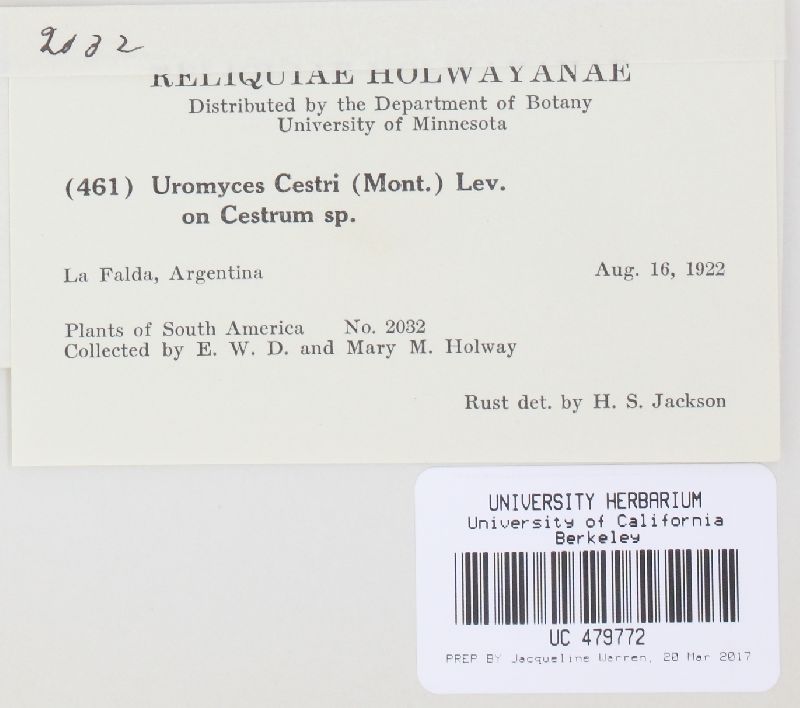 2032
RELIQUIAE HOLWAYANAE
Distributed by the Department of Botany
University of Minnesota
(461) Uromyces Cestri (Mont.) Lev.
on Cestrum sp.
La Falda, Argentina Aug. 16, 1922
Plants of South America No. 2032
Collected by E. W. D. and Mary M. Holway
Rust det. by H. S. Jackson
UNIVERSITY HERBARIUM
University of California
Berkeley
UC 479772
PREP BY Jacqueline Warren, 20 Mar 2017